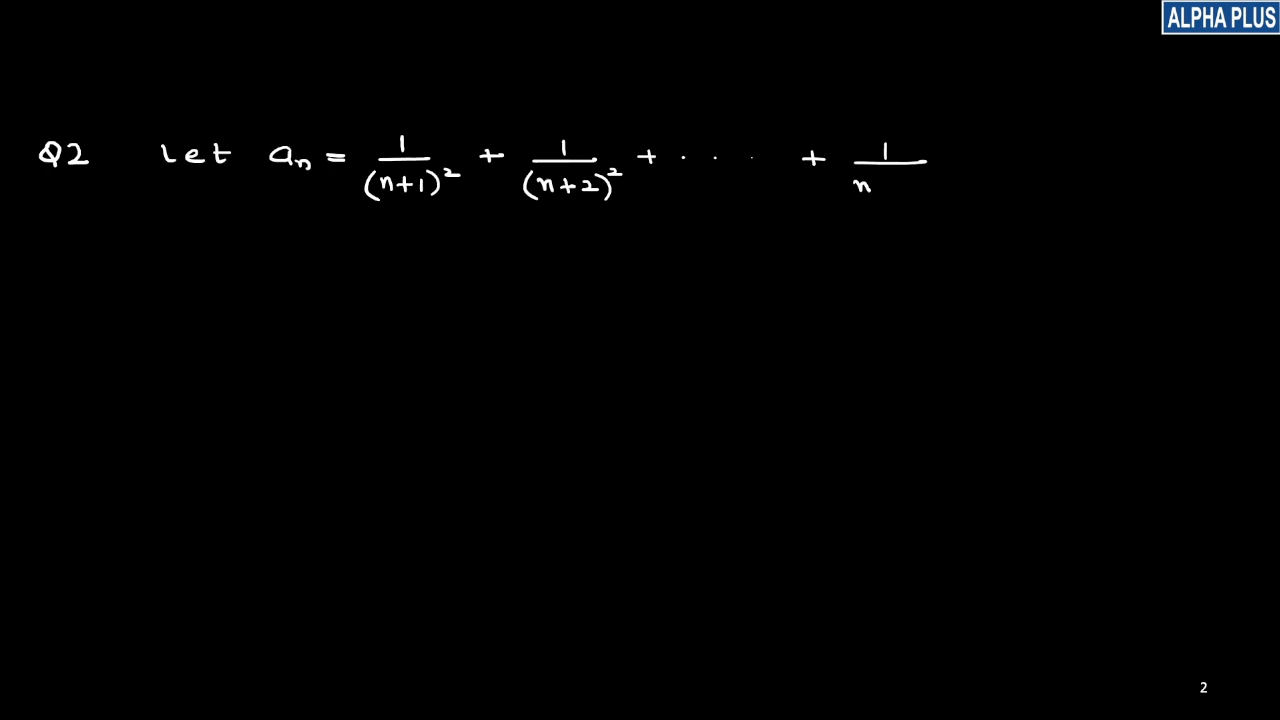 ALPHA PLUS
Q2 Let aₙ = 1/(n+1)² + 1/(n+2)² + . . . . + 1/n
2